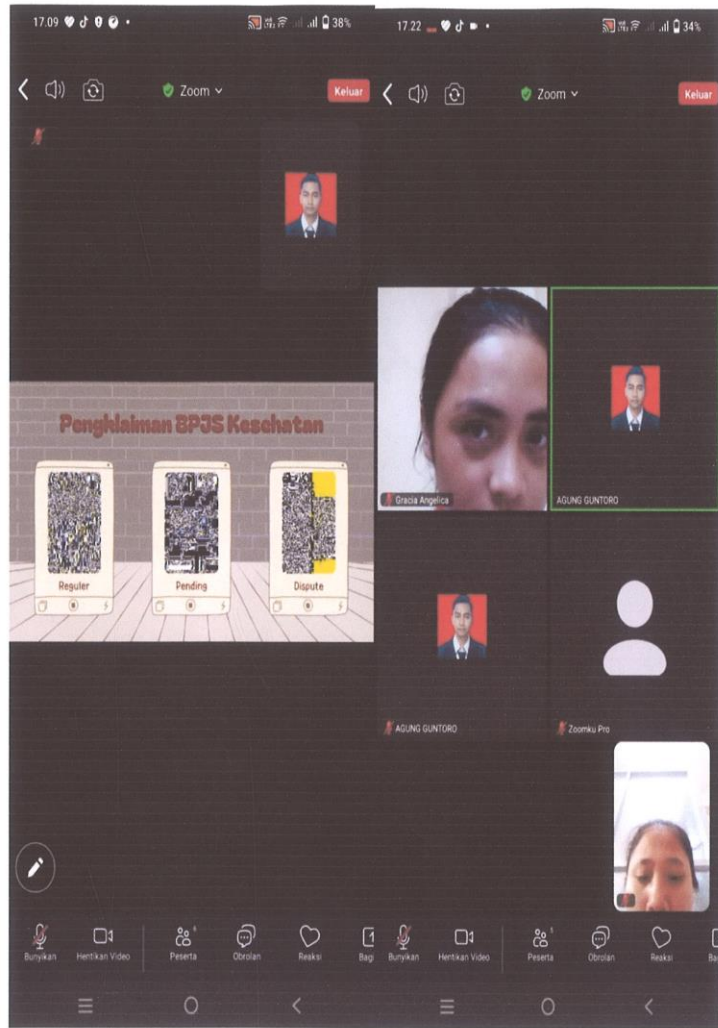 17.09
38%
Zoom
Keluar
Pengklaiman BPJS Kesehatan
Reguler
Pending
Dispute
Bunyikan
Hentikan Video
Peserta
Obrolan
Reaksi
Bagi
17.22
34%
Zoom
Keluar
Gracia Angelica
AGUNG GUNTORO
AGUNG GUNTORO
Zoomku Pro
Bunyikan
Hentikan Video
Peserta
Obrolan
Reaksi